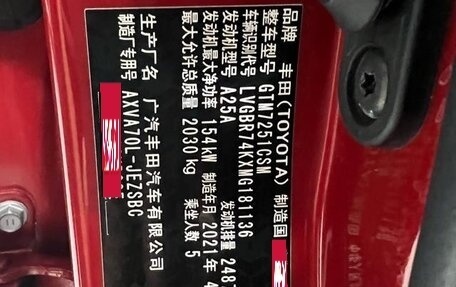 品牌 丰田(TOYOTA) 制造国
整车型号 GTM7251GSM
车辆识别代号 LVGBR74KXMG181136
发动机型号 A25A 发动机排量 248
发动机最大净功率 154kW 制造年月 2021年4
最大允许总质量 2030kg 乘坐人数 5
生产厂名 广汽丰田汽车有限公司
制造厂专用号 AXVA70L-JEZSBC